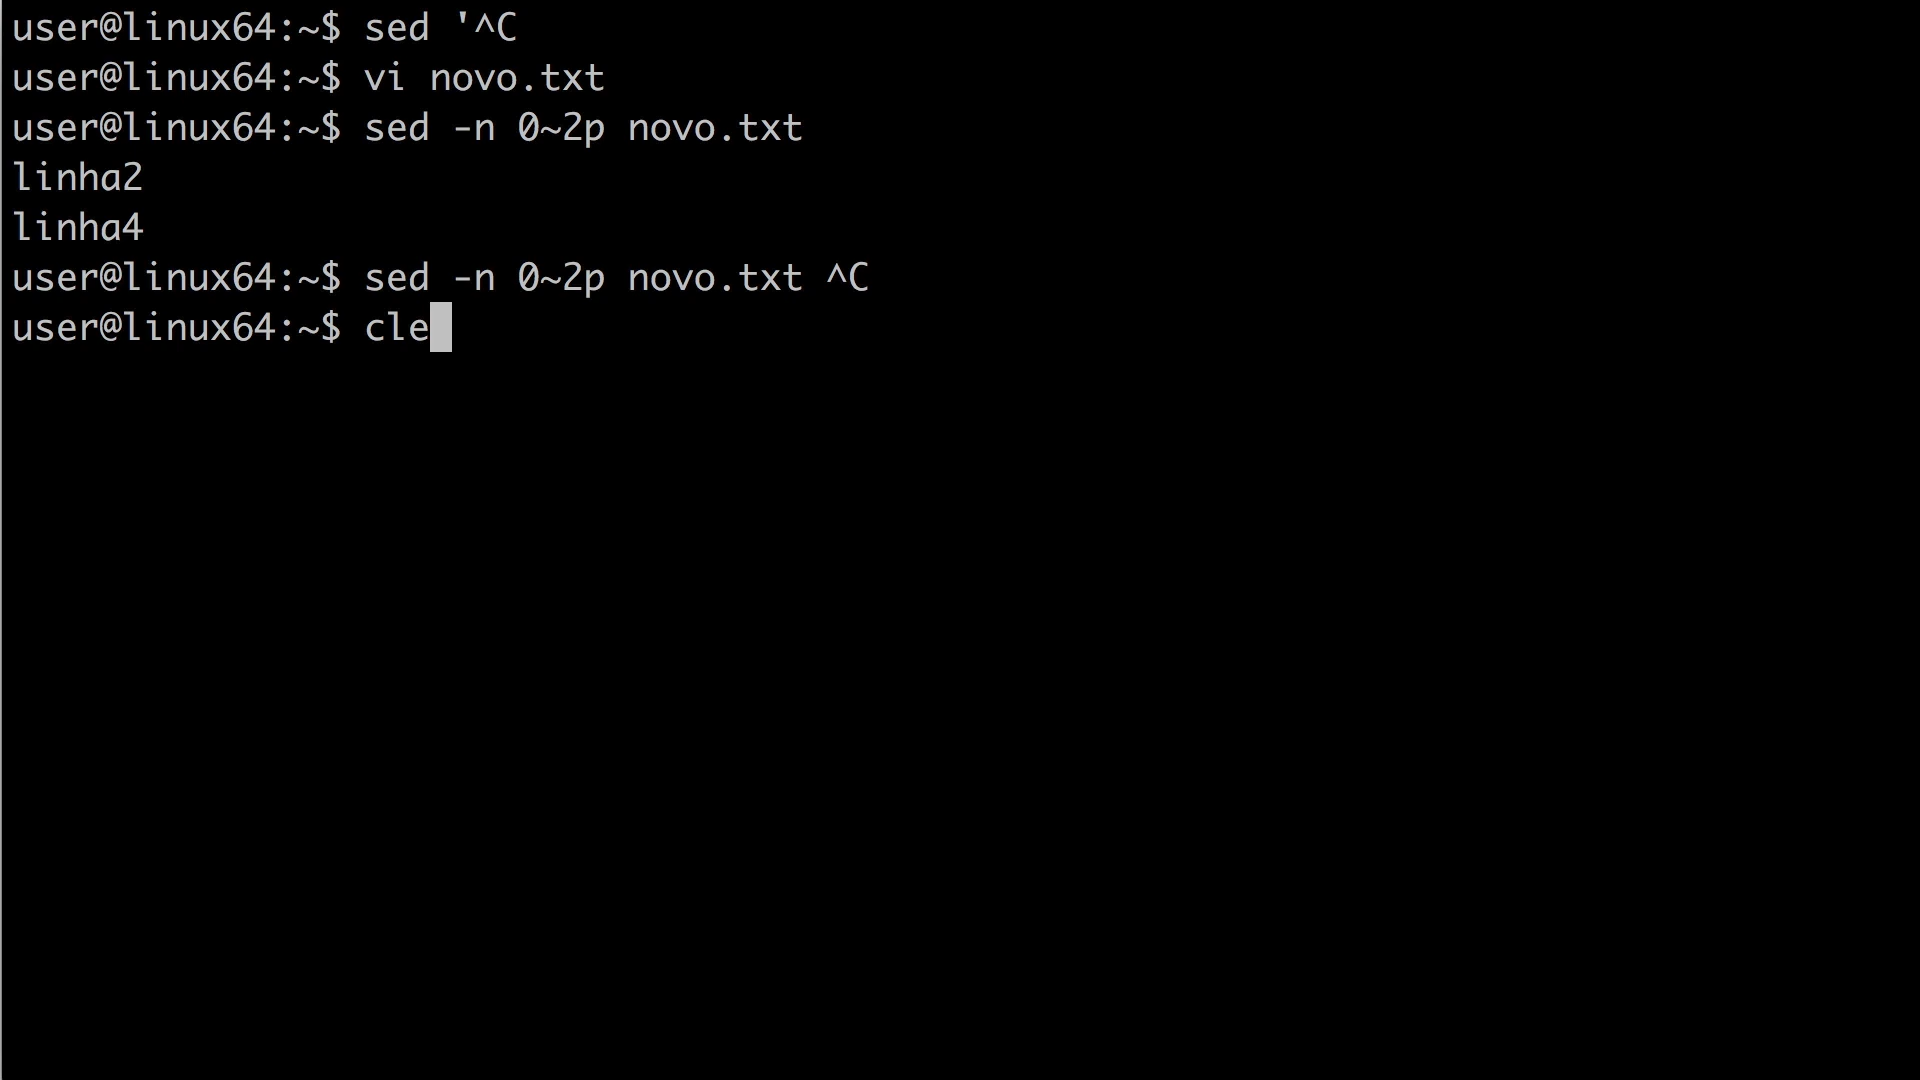 user@linux64:~$ sed '^C
user@linux64:~$ vi novo.txt
user@linux64:~$ sed -n 0~2p novo.txt
linha2
linha4
user@linux64:~$ sed -n 0~2p novo.txt ^C
user@linux64:~$ cle